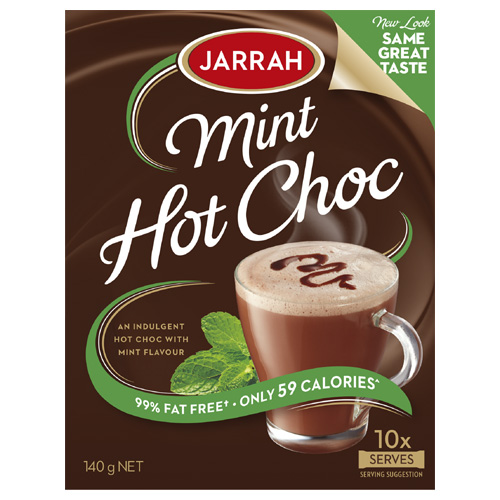 New Look
SAME
GREAT
TASTE
JARRAH
Mint
Hot Choc
AN INDULGENT
HOT CHOC WITH
MINT FLAVOUR
99% FAT FREE† • ONLY 59 CALORIES^
10x
SERVES
SERVING SUGGESTION
140 g NET